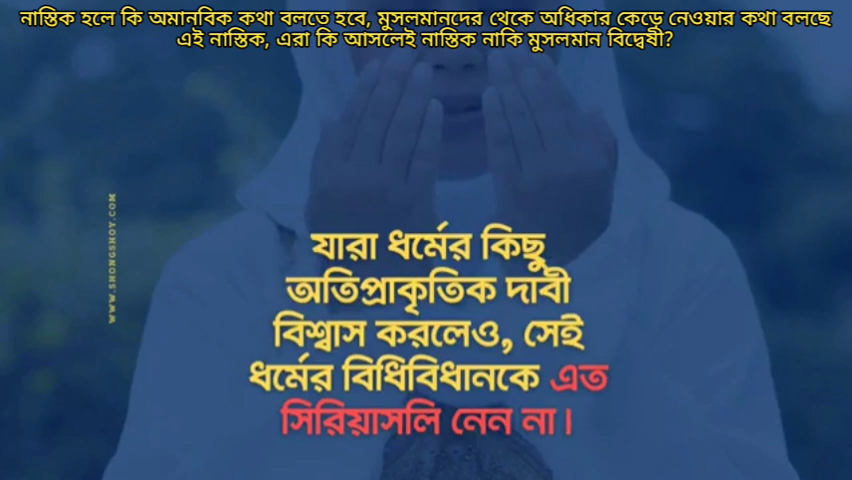 নাস্তিক হলে কি অমানবিক কথা বলতে হবে, মুসলমানদের থেকে অধিকার কেড়ে নেওয়ার কথা বলছে
এই নাস্তিক, এরা কি আসলেই নাস্তিক নাকি মুসলমান বিদ্বেষী?
WWW.SHONGSHOY.COM
যারা ধর্মের কিছু
অতিপ্রাকৃতিক দাবী
বিশ্বাস করলেও, সেই
ধর্মের বিধিবিধানকে এত
সিরিয়াসলি নেন না।